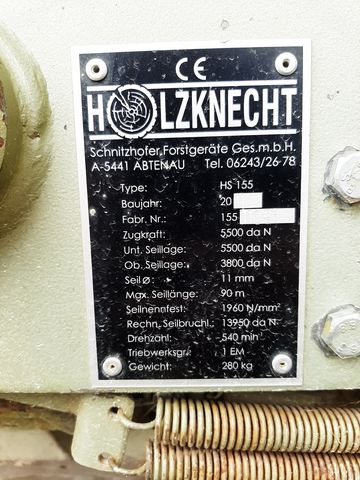 CE
HOLZKNECHT
Schnitzhofer Forstgeräte Ges.m.b.H.
A-5441 ABTENAU Tel. 06243/26-78
Type: HS 155
Baujahr: 20
Fabr. Nr.: 155
Zugkraft: 5500 da N
Unt. Seillage: 5500 da N
Ob. Seillage: 3800 da N
Seil ø: 11 mm
Max. Seillänge: 90 m
Seilnennfest: 1960 N/mm²
Rechn. Seilbruchl.: 13950 da N
Drehzahl: 540 min
Triebwerksgr.: 1 EM
Gewicht: 280 kg